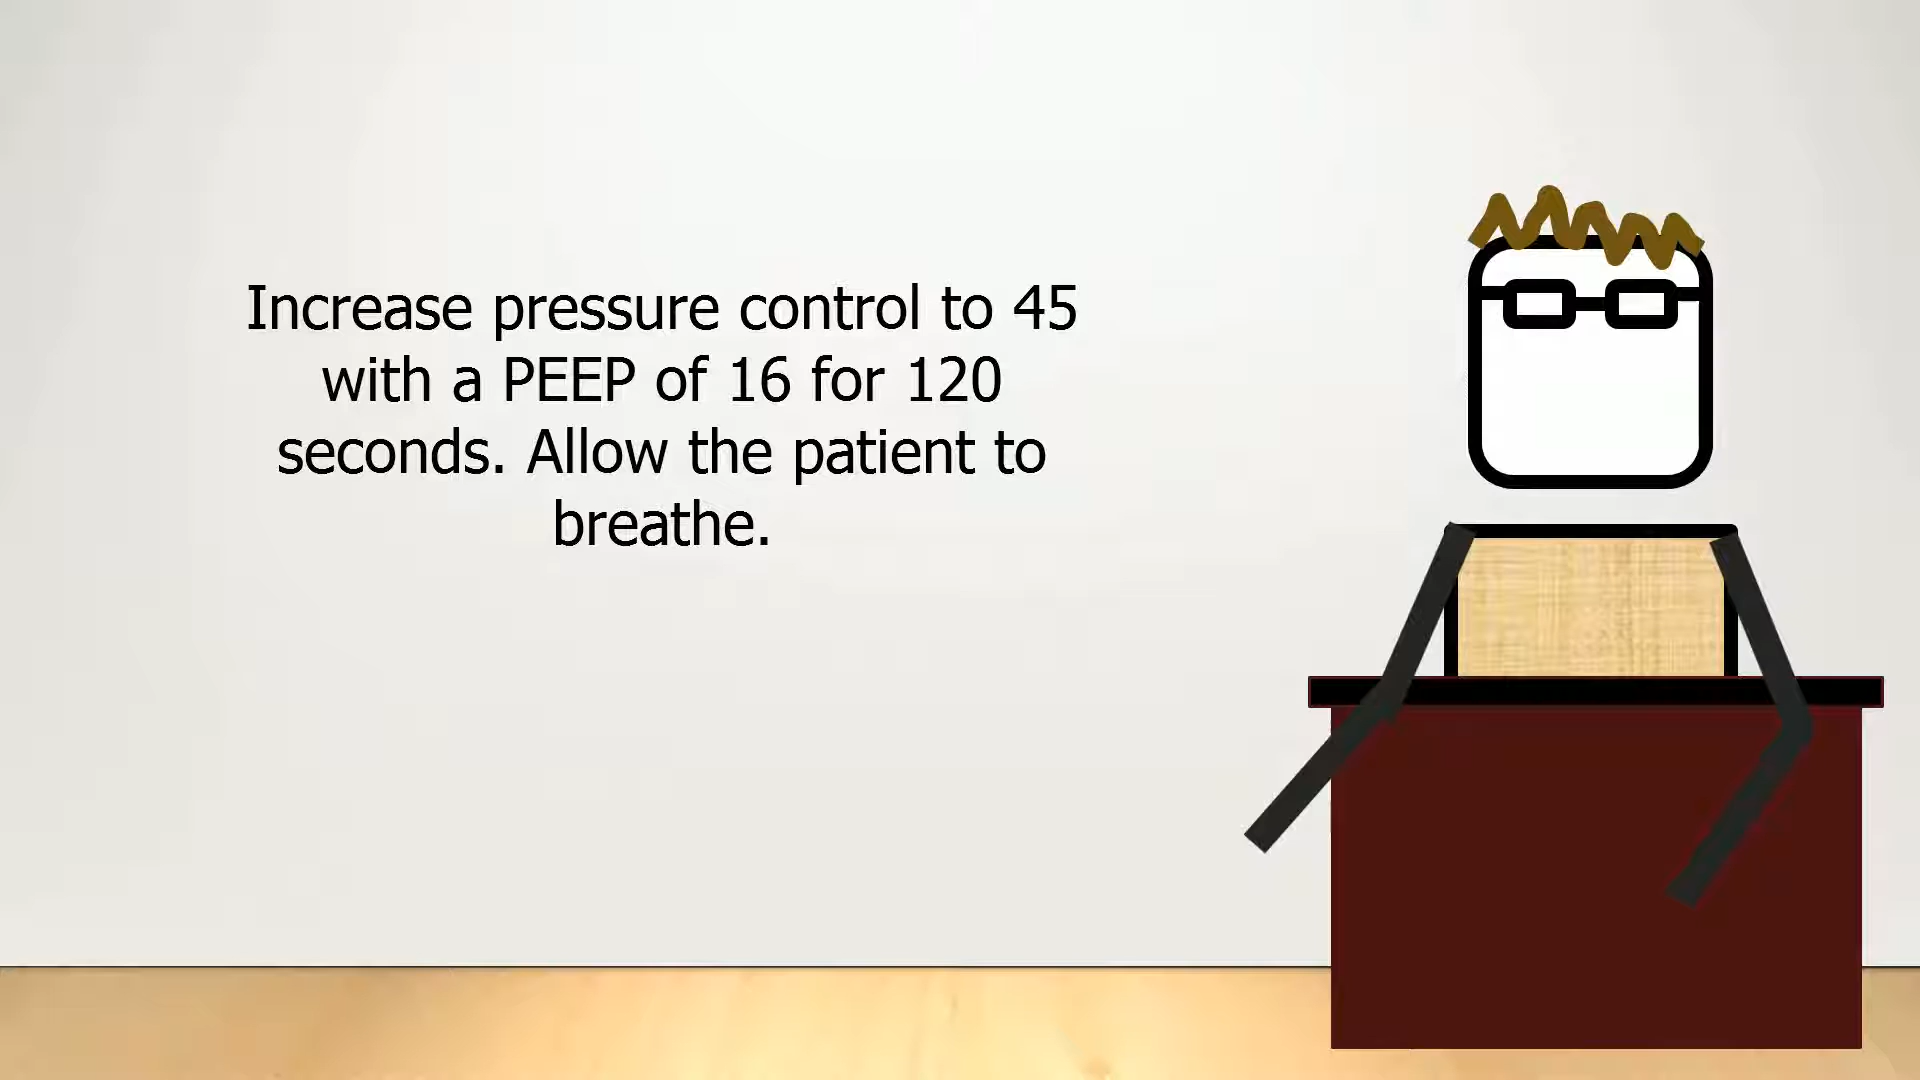 Increase pressure control to 45
with a PEEP of 16 for 120
seconds. Allow the patient to
breathe.